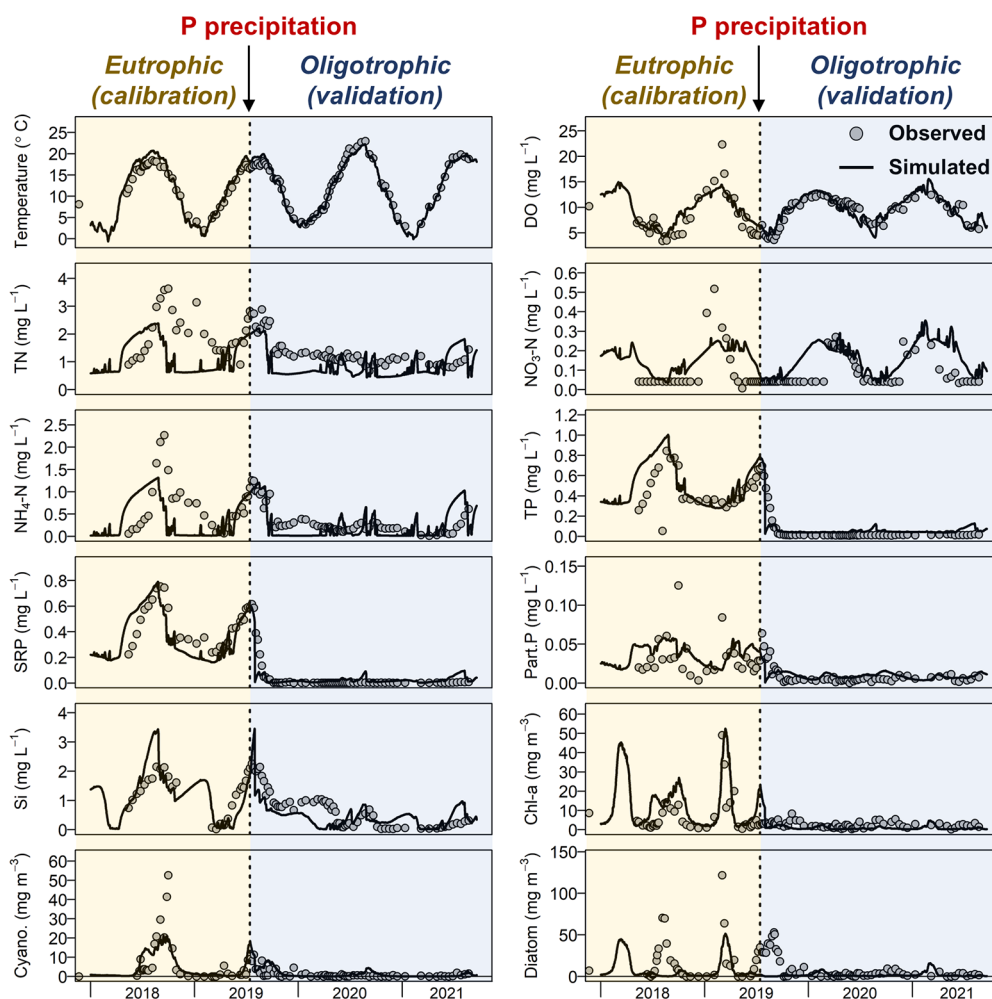 P precipitation
Eutrophic
(calibration)
Oligotrophic
(validation)
Temperature (° C)
25
20
15
10
5
0
TN (mg L−1)
4
3
2
1
0
NH4-N (mg L−1)
2.5
2.0
1.5
1.0
0.5
0.0
SRP (mg L−1)
0.8
0.6
0.4
0.2
0.0
Si (mg L−1)
4
3
2
1
0
Cyano. (mg m−3)
60
50
40
30
20
10
0
2018 2019 2020 2021
P precipitation
Eutrophic
(calibration)
Oligotrophic
(validation)
Observed
Simulated
DO (mg L−1)
25
20
15
10
5
NO3-N (mg L−1)
0.6
0.5
0.4
0.3
0.2
0.1
0.0
TP (mg L−1)
1.2
1.0
0.8
0.6
0.4
0.2
0.0
Part.P (mg L−1)
0.15
0.10
0.05
0.00
Chl-a (mg m−3)
60
50
40
30
20
10
0
Diatom (mg m−3)
150
100
50
0
2018 2019 2020 2021